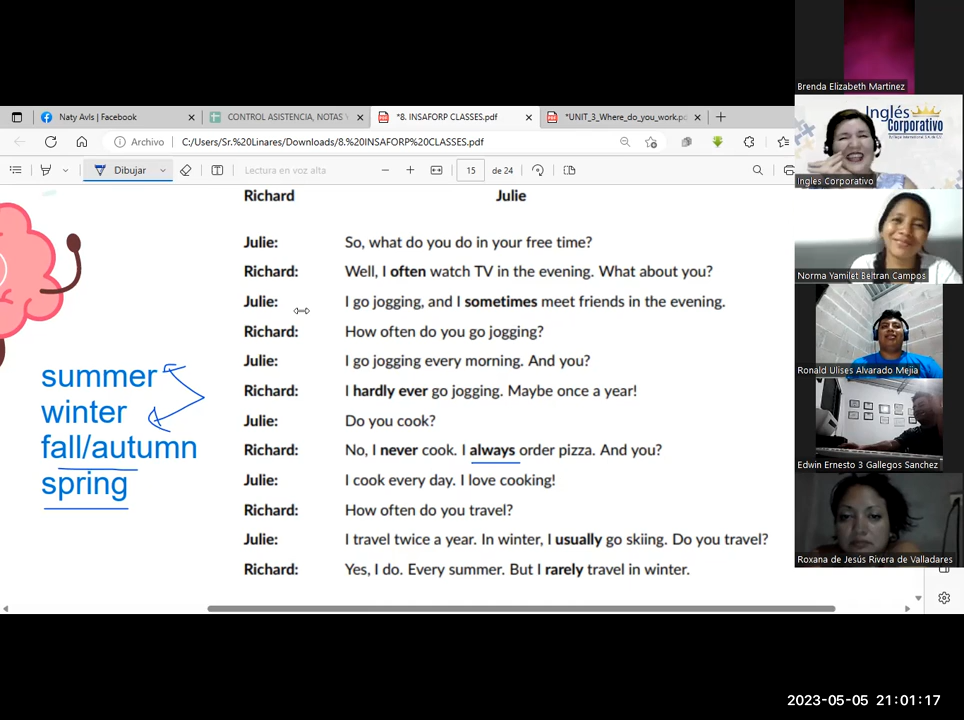 Brenda Elizabeth Martínez
Naty Avls | Facebook
CONTROL ASISTENCIA, NOTAS Y
*8. INSAFORP CLASSES.pdf
*UNIT_3_Where_do_you_work.pd
Inglés
Corporativo
Ingles Corporativo
Archivo
C:/Users/Sr.%20Linares/Downloads/8.%20INSAFORP%20CLASSES.pdf
Dibujar
Lectura en voz alta
15
de 24
Richard
Julie
Julie: So, what do you do in your free time?
Richard: Well, I often watch TV in the evening. What about you?
Julie: I go jogging, and I sometimes meet friends in the evening.
Richard: How often do you go jogging?
Julie: I go jogging every morning. And you?
Richard: I hardly ever go jogging. Maybe once a year!
Julie: Do you cook?
Richard: No, I never cook. I always order pizza. And you?
Julie: I cook every day. I love cooking!
Richard: How often do you travel?
Julie: I travel twice a year. In winter, I usually go skiing. Do you travel?
Richard: Yes, I do. Every summer. But I rarely travel in winter.
summer
winter
fall/autumn
spring
Norma Yamilet Beltran Campos
Ronald Ulises Alvarado Mejia
Edwin Ernesto 3 Gallegos Sanchez
Roxana de Jesús Rivera de Valladares
2023-05-05 21:01:17